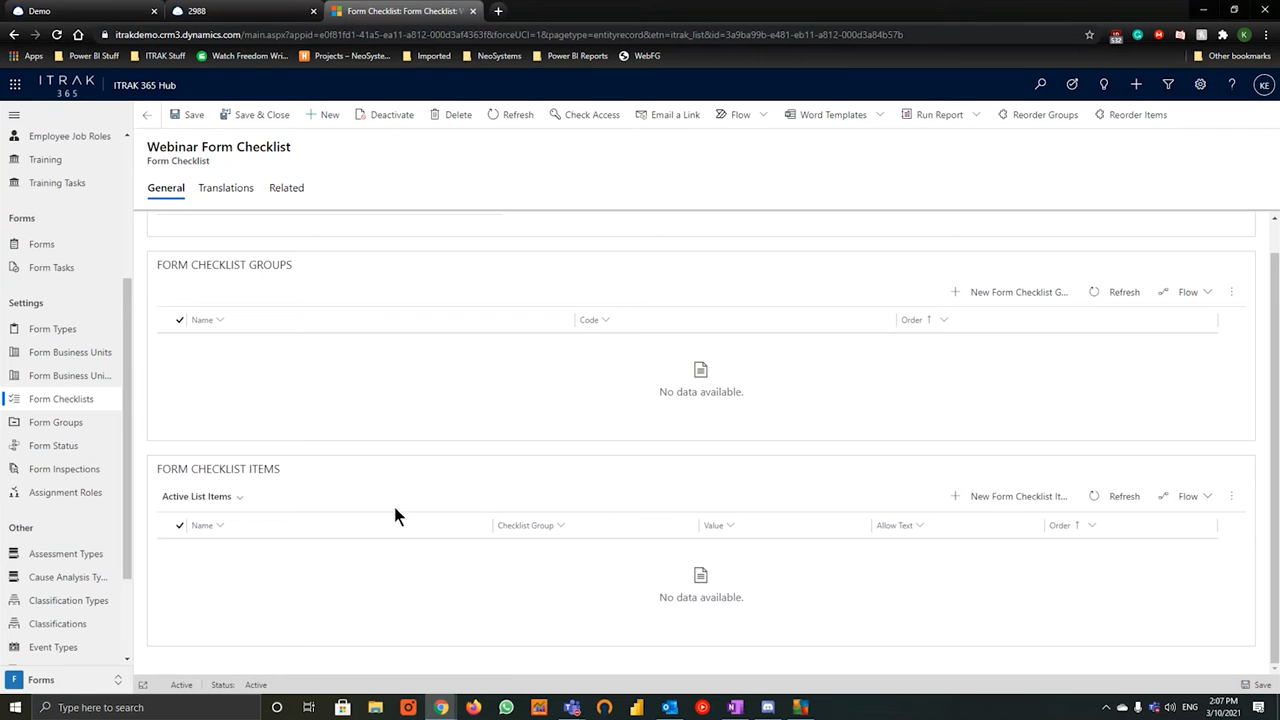 Demo
2988
Form Checklist: Form Checklist: W
itrakdemo.crm3.dynamics.com/main.aspx?appid=e0f81fd1-41a5-ea11-a812-000d3af4363f&forceUCI=1&pagetype=entityrecord&etn=itrak_list&id=3a9ba99b-e481-eb11-a812-000d3a84b57b
532
K
Apps
Power BI Stuff
ITRAK Stuff
Watch Freedom Wri...
Projects – NeoSyste...
Imported
NeoSystems
Power BI Reports
WebFG
Other bookmarks
ITRAK
365
ITRAK 365 Hub
KE
Save
Save & Close
New
Deactivate
Delete
Refresh
Check Access
Email a Link
Flow
Word Templates
Run Report
Reorder Groups
Reorder Items
Employee Job Roles
Training
Training Tasks
Forms
Forms
Form Tasks
Settings
Form Types
Form Business Units
Form Business Uni...
Form Checklists
Form Groups
Form Status
Form Inspections
Assignment Roles
Other
Assessment Types
Cause Analysis Ty...
Classification Types
Classifications
Event Types
F
Forms
Webinar Form Checklist
Form Checklist
General
Translations
Related
FORM CHECKLIST GROUPS
New Form Checklist G...
Refresh
Flow
Name
Code
Order ↑
No data available.
FORM CHECKLIST ITEMS
Active List Items
New Form Checklist It...
Refresh
Flow
Name
Checklist Group
Value
Allow Text
Order ↑
No data available.
Active
Status:
Active
Save
Type here to search
ENG
2:07 PM
3/10/2021